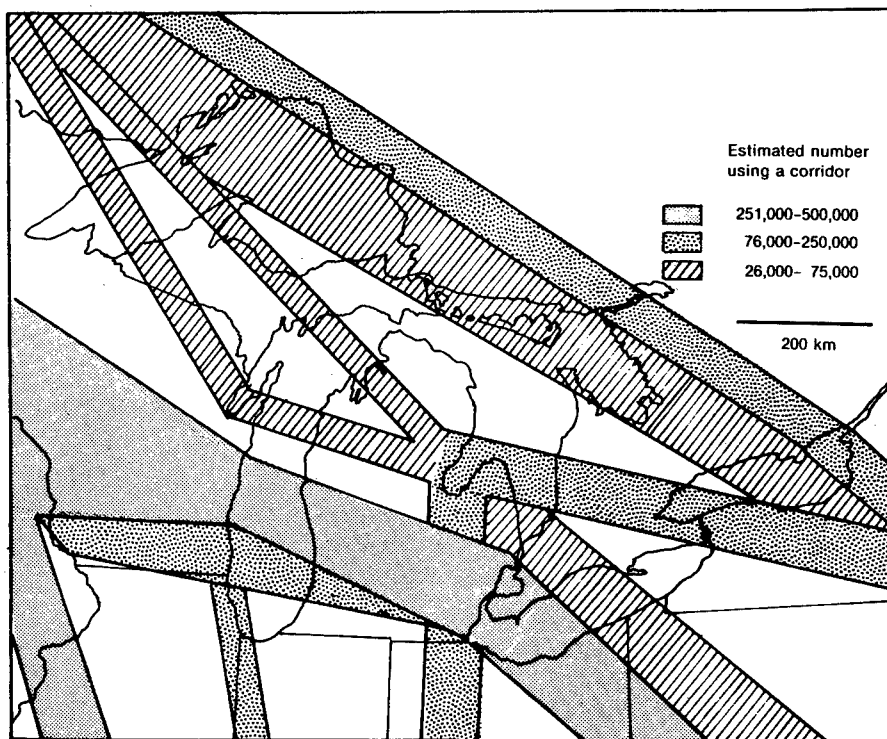 Estimated number
using a corridor
251,000-500,000
76,000-250,000
26,000- 75,000
200 km